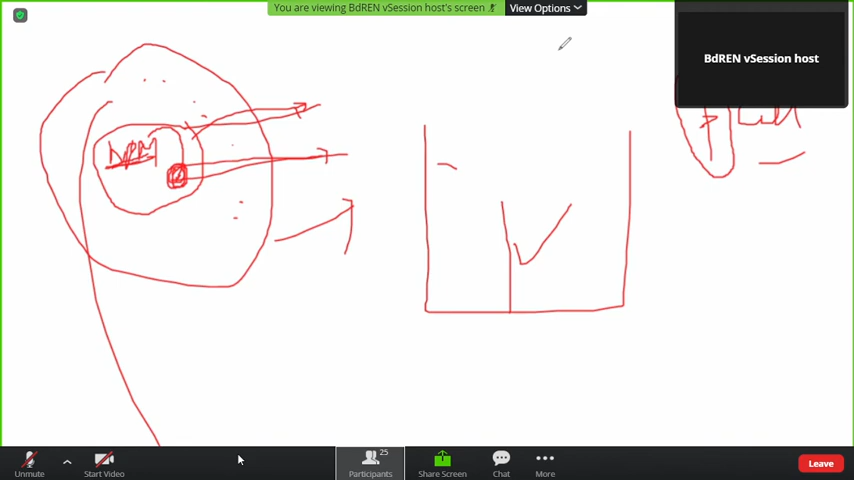 You are viewing BdREN vSession host's screen
View Options
BdREN vSession host
NPM
25
Unmute
Start Video
Participants
Share Screen
Chat
More
Leave